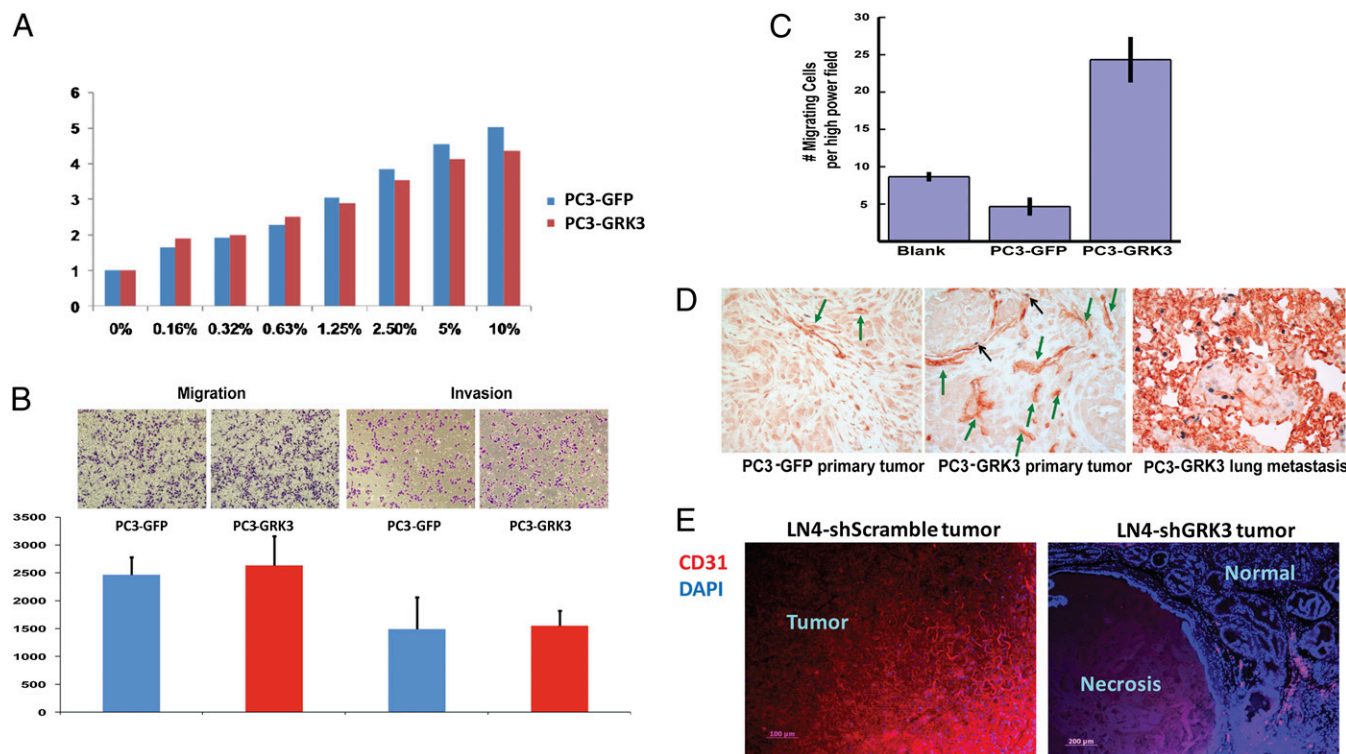 A
6
5
4
3
2
1
0
0% 0.16% 0.32% 0.63% 1.25% 2.50% 5% 10%
PC3-GFP
PC3-GRK3
B
Migration Invasion
PC3-GFP PC3-GRK3 PC3-GFP PC3-GRK3
3500
3000
2500
2000
1500
1000
500
0
C
# Migrating Cells
per high power field
30
25
20
15
10
5
Blank PC3-GFP PC3-GRK3
D
PC3-GFP primary tumor PC3-GRK3 primary tumor PC3-GRK3 lung metastasis
E
LN4-shScramble tumor LN4-shGRK3 tumor
CD31
DAPI
Tumor
100 µm
Normal
Necrosis
200 µm